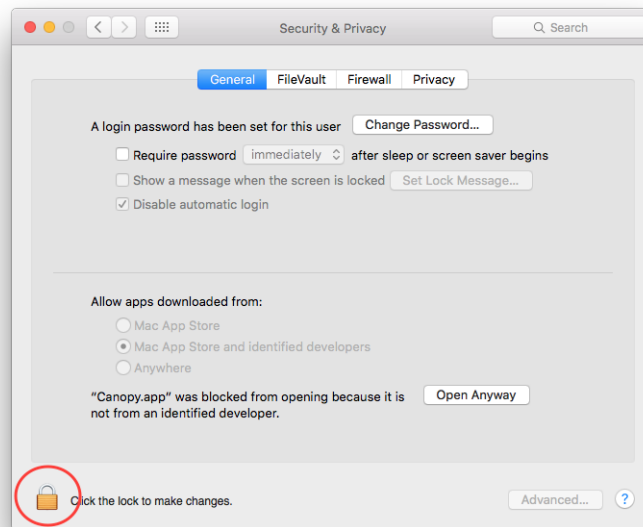 Security & Privacy
Search
General FileVault Firewall Privacy
A login password has been set for this user Change Password...
Require password immediately after sleep or screen saver begins
Show a message when the screen is locked Set Lock Message...
Disable automatic login
Allow apps downloaded from:
Mac App Store
Mac App Store and identified developers
Anywhere
“Canopy.app” was blocked from opening because it is Open Anyway
not from an identified developer.
Click the lock to make changes. Advanced... ?